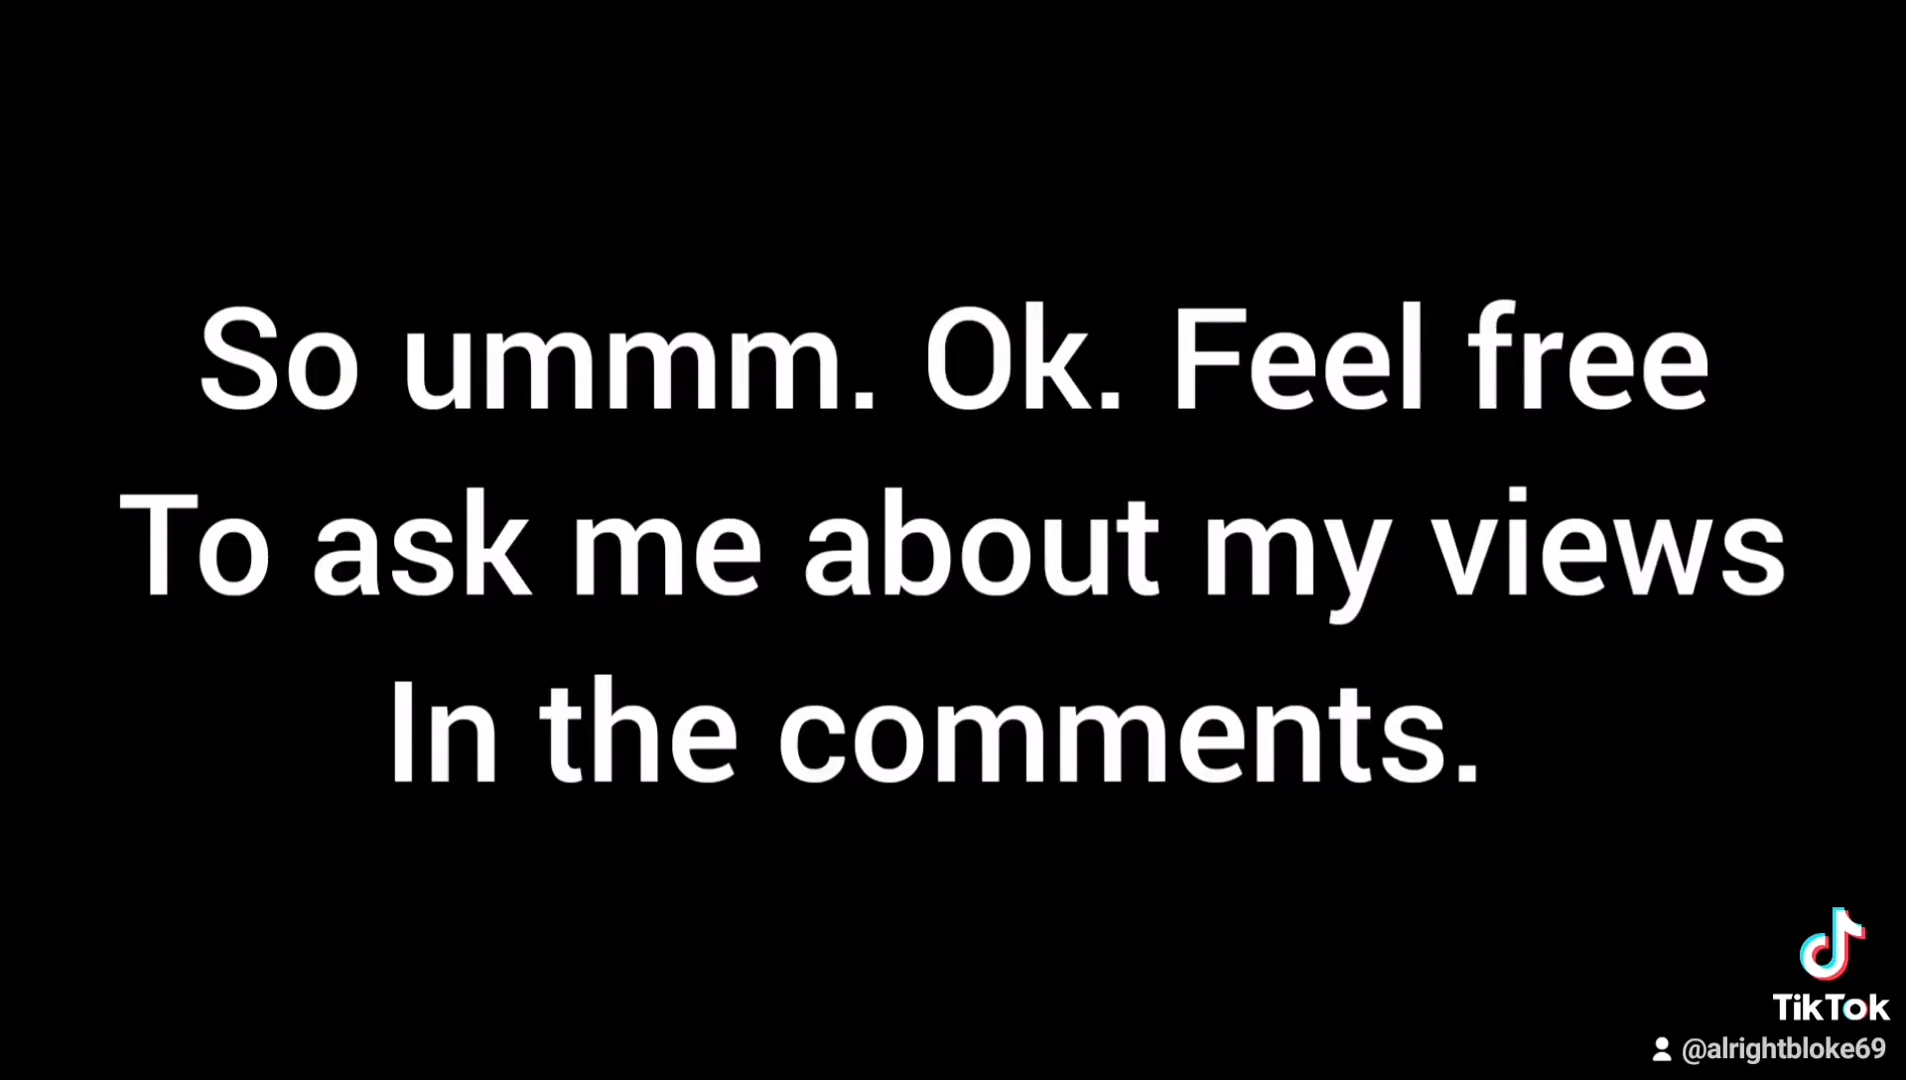 So ummm. Ok. Feel free
To ask me about my views
In the comments.
TikTok
@alrightbloke69